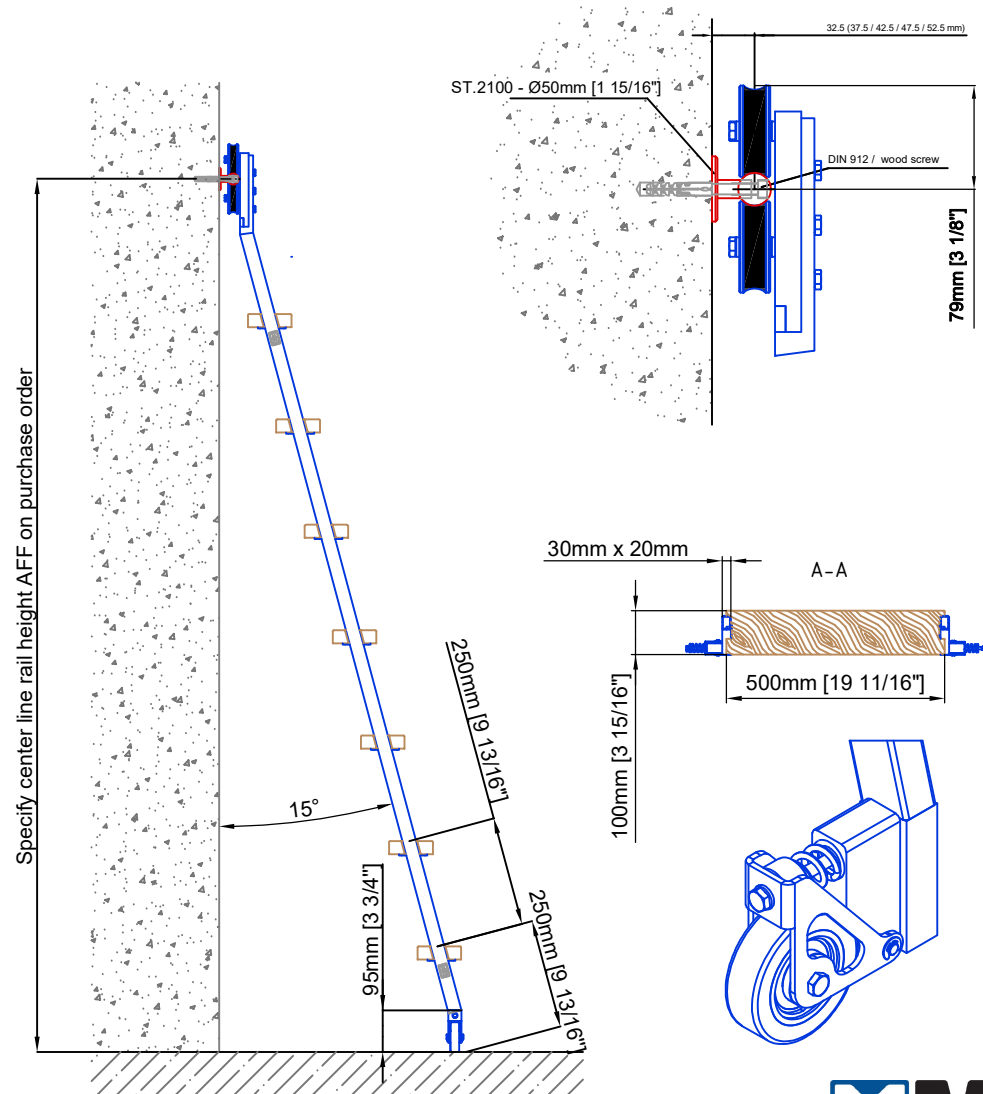 32.5 (37.5 / 42.5 / 47.5 / 52.5 mm)
ST.2100 - Ø50mm [1 15/16"]
DIN 912 / wood screw
79mm [3 1/8"]
Specify center line rail height AFF on purchase order
30mm x 20mm
A-A
500mm [19 11/16"]
100mm [3 15/16"]
250mm [9 13/16"]
15°
250mm [9 13/16"]
95mm [3 3/4"]